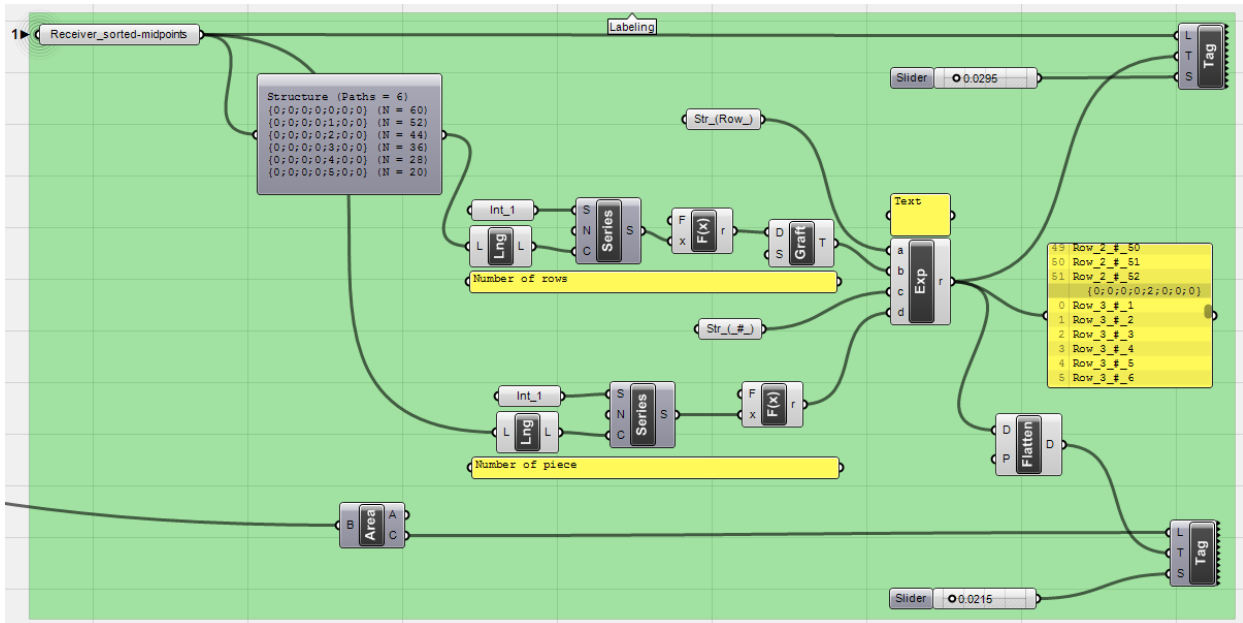 Labeling
1 Receiver_sorted-midpoints
L
T
S
Tag
Slider 0.0295
Structure (Paths = 6)
{0;0;0;0;0;0;0} (N = 60)
{0;0;0;0;1;0;0} (N = 52)
{0;0;0;0;2;0;0} (N = 44)
{0;0;0;0;3;0;0} (N = 36)
{0;0;0;0;4;0;0} (N = 28)
{0;0;0;0;5;0;0} (N = 20)
Str_(Row_)
Int_1
L Lng L
S
N
C
Series
S
F
x
F(x)
r
D
S
Graft
T
Number of rows
Text
a
b
c
d
Exp
r
49 Row_2_#_50
50 Row_2_#_51
51 Row_2_#_52
{0;0;0;0;2;0;0;0}
0 Row_3_#_1
1 Row_3_#_2
2 Row_3_#_3
3 Row_3_#_4
4 Row_3_#_5
5 Row_3_#_6
Str_(_#_)
Int_1
L Lng L
S
N
C
Series
S
F
x
F(x)
r
Number of piece
D
P
Flatten
D
B
Area
A
C
L
T
S
Tag
Slider 0.0215